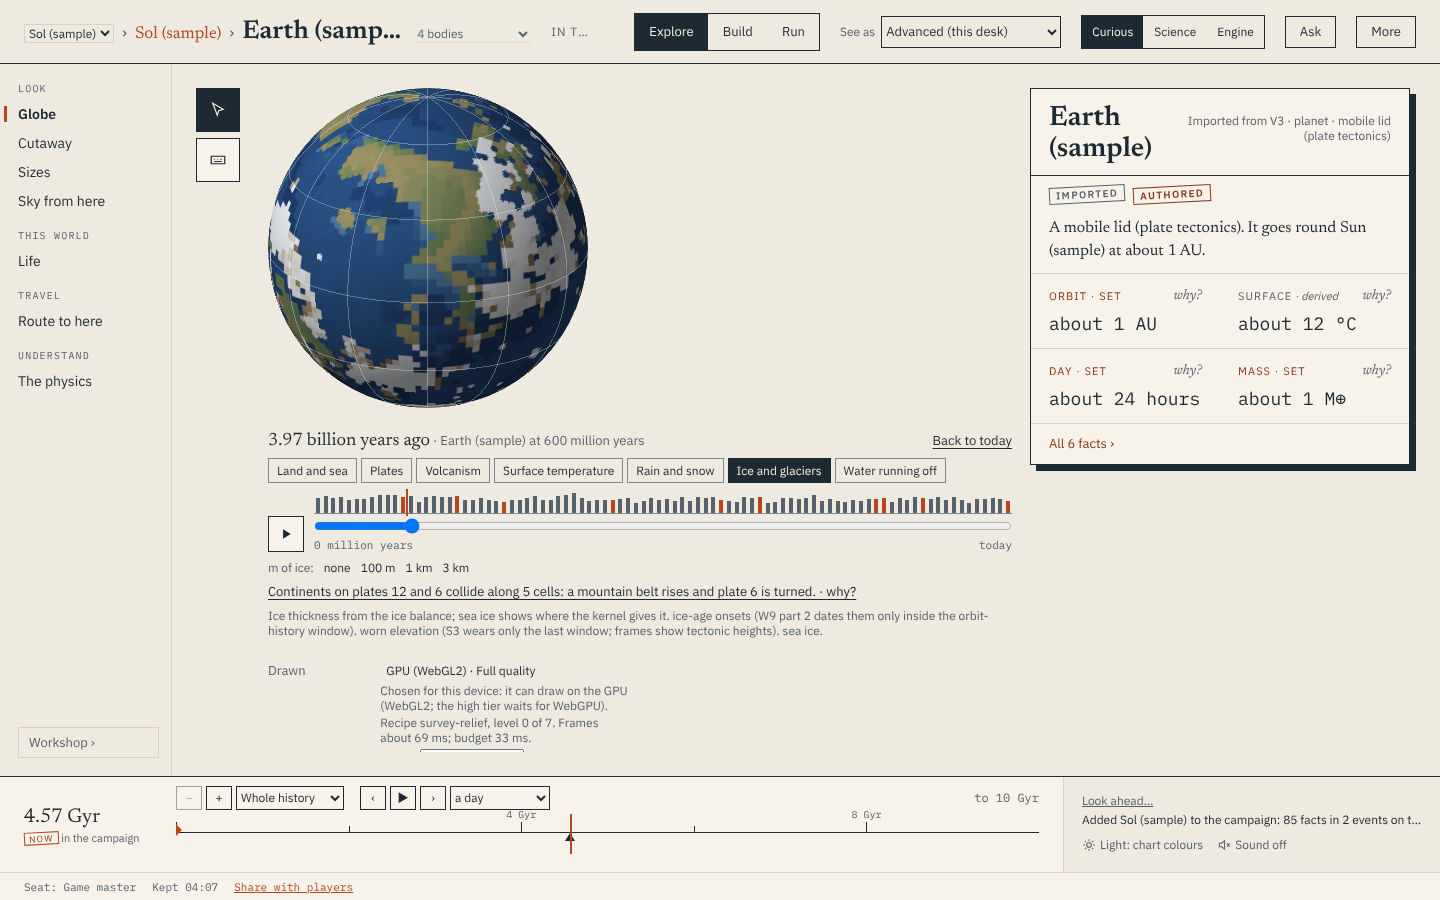 Sol (sample) › Sol (sample) › Earth (samp... 4 bodies IN T... Explore Build Run See as Advanced (this desk) Curious Science Engine Ask More
LOOK
Globe
Cutaway
Sizes
Sky from here
THIS WORLD
Life
TRAVEL
Route to here
UNDERSTAND
The physics
Workshop ›
3.97 billion years ago · Earth (sample) at 600 million years Back to today
Land and sea Plates Volcanism Surface temperature Rain and snow Ice and glaciers Water running off
0 million years today
m of ice: none 100 m 1 km 3 km
Continents on plates 12 and 6 collide along 5 cells: a mountain belt rises and plate 6 is turned. · why?
Ice thickness from the ice balance; sea ice shows where the kernel gives it. ice-age onsets (W9 part 2 dates them only inside the orbit-
history window). worn elevation (S3 wears only the last window; frames show tectonic heights). sea ice.
Drawn GPU (WebGL2) · Full quality
Chosen for this device: it can draw on the GPU
(WebGL2; the high tier waits for WebGPU).
Recipe survey-relief, level 0 of 7. Frames
about 69 ms; budget 33 ms.
Earth
(sample)
Imported from V3 · planet · mobile lid
(plate tectonics)
IMPORTED AUTHORED
A mobile lid (plate tectonics). It goes round Sun
(sample) at about 1 AU.
ORBIT · SET why? SURFACE · derived why?
about 1 AU about 12 °C
DAY · SET why? MASS · SET why?
about 24 hours about 1 M⊕
All 6 facts ›
4.57 Gyr
NOW in the campaign
− + Whole history ‹ › a day to 10 Gyr
4 Gyr 8 Gyr
Look ahead...
Added Sol (sample) to the campaign: 85 facts in 2 events on t...
Light: chart colours Sound off
Seat: Game master Kept 04:07 Share with players